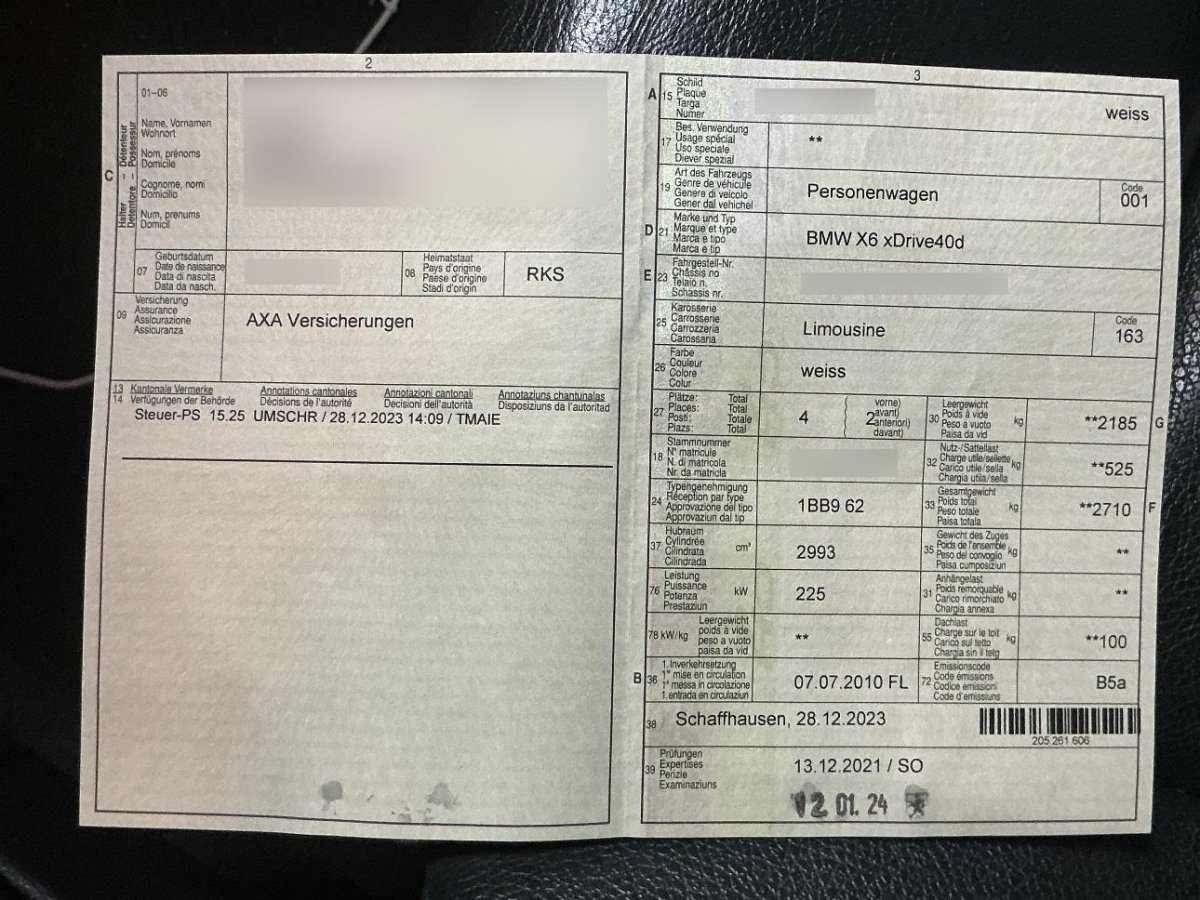 2
01-06
Halter – Détenteur
Detentore – Possessur
C
Name, Vornamen
Wohnort
Nom, prénoms
Domicile
Cognome, nomi
Domicilio
Num, prenums
Domicil
07
Geburtsdatum
Date de naissance
Data di nascita
Data da nasch.
08
Heimatstaat
Pays d'origine
Paese d'origine
Stadi d'origin
RKS
09
Versicherung
Assurance
Assicurazione
Assicuranza
AXA Versicherungen
13 Kantonale Vermerke Annotations cantonales Annotazioni cantonali Annotaziuns chantunalas
14 Verfügungen der Behörde Décisions de l'autorité Decisioni dell'autorità Disposiziuns da l'autoritad
Steuer-PS 15.25 UMSCHR / 28.12.2023 14:09 / TMAIE
3
A 15
Schild
Plaque
Targa
Numer
weiss
17
Bes. Verwendung
Usage spécial
Uso speciale
Diever spezial
**
19
Art des Fahrzeugs
Genre de véhicule
Genere di veicolo
Gener dal vehichel
Personenwagen
Code
001
D 21
Marke und Typ
Marque et type
Marca e tipo
Marca e tip
BMW X6 xDrive40d
E 23
Fahrgestell-Nr.
Châssis no
Telaio n.
Schassis nr.
25
Karosserie
Carrosserie
Carrozzeria
Carossaria
Limousine
Code
163
26
Farbe
Couleur
Colore
Colur
weiss
27
Plätze: Total
Places: Total
Posti: Totale
Plazs: Total
4
2
vorne)
avant)
anteriori)
davant)
30
Leergewicht
Poids à vide
Peso a vuoto
Paisa da vid
kg
**2185
G
18
Stammnummer
N° matricule
N. di matricola
Nr. da matricla
32
Nutz-/Sattellast
Charge utile/sellette
Carico utile/sella
Chargia utila/sella
kg
**525
24
Typengenehmigung
Réception par type
Approvazione del tipo
Approvaziun dal tip
1BB9 62
33
Gesamtgewicht
Poids total
Peso totale
Paisa totala
kg
**2710
F
37
Hubraum
Cylindrée
Cilindrata
Cilindrada
cm³
2993
35
Gewicht des Zuges
Poids de l'ensemble
Peso del convoglio
Paisa cumposiziun
kg
**
76
Leistung
Puissance
Potenza
Prestaziun
kW
225
31
Anhängelast
Poids remorquable
Carico rimorchiato
Chargia annexa
kg
**
78 kW/kg
Leergewicht
poids à vide
peso a vuoto
paisa da vid
**
55
Dachlast
Charge sur le toit
Carico sul tetto
Chargia sin il tetg
kg
**100
B 36
1. Inverkehrsetzung
1re mise en circulation
1a messa in circolazione
1. entrada en circulaziun
07.07.2010 FL
72
Emissionscode
Code émissions
Codice emissioni
Code d'emissiuns
B5a
38
Schaffhausen, 28.12.2023
205 261 606
39
Prüfungen
Expertises
Perizie
Examinaziuns
13.12.2021 / SO
12 01. 24